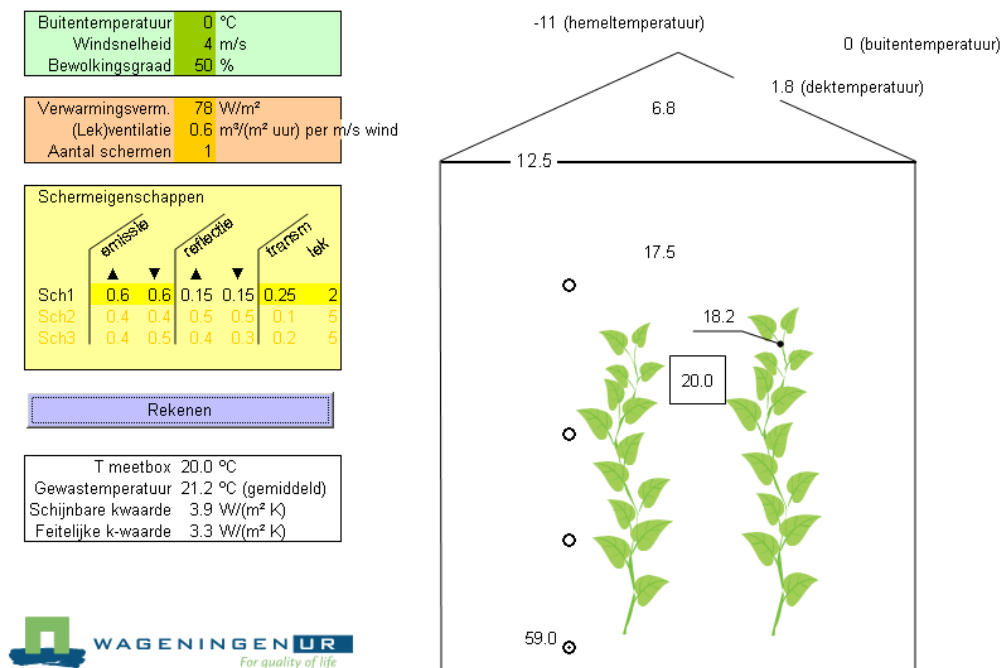 Buitentemperatuur 0 °C
Windsnelheid 4 m/s
Bewolkingsgraad 50 %
Verwarmingsverm. 78 W/m²
(Lek)ventilatie 0.6 m³/(m² uur) per m/s wind
Aantal schermen 1
Schermeigenschappen
emissie reflectie transm lek
▲ ▼ ▲ ▼
Sch1 0.6 0.6 0.15 0.15 0.25 2
Sch2 0.4 0.4 0.5 0.5 0.1 5
Sch3 0.4 0.5 0.4 0.3 0.2 5
Rekenen
T meetbox 20.0 °C
Gewastemperatuur 21.2 °C (gemiddeld)
Schijnbare kwaarde 3.9 W/(m² K)
Feitelijke k-waarde 3.3 W/(m² K)
WAGENINGEN UR
For quality of life
-11 (hemeltemperatuur)
0 (buitentemperatuur)
1.8 (dektemperatuur)
6.8
12.5
17.5
18.2
20.0
59.0